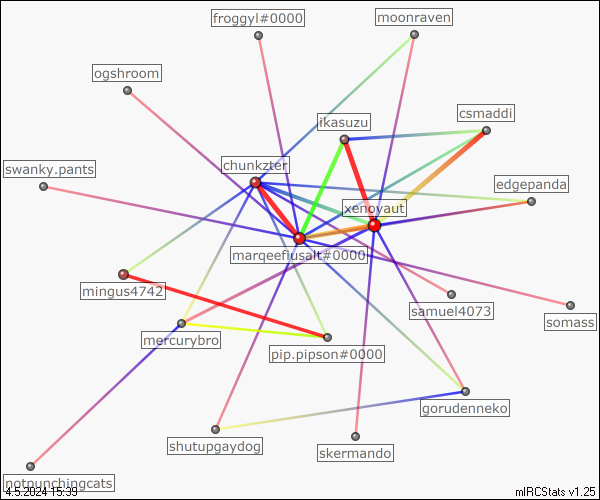 froggyl#0000
moonraven
ogshroom
csmaddi
ikasuzu
swanky.pants
chunkzter
edgepanda
xenoyaut
marqeefiusalt#0000
mingus4742
samuel4073
somass
mercurybro
pip.pipson#0000
gorudenneko
shutupgaydog
skermando
notpunchingcats
4.5.2024 15:39
mIRCStats v1.25